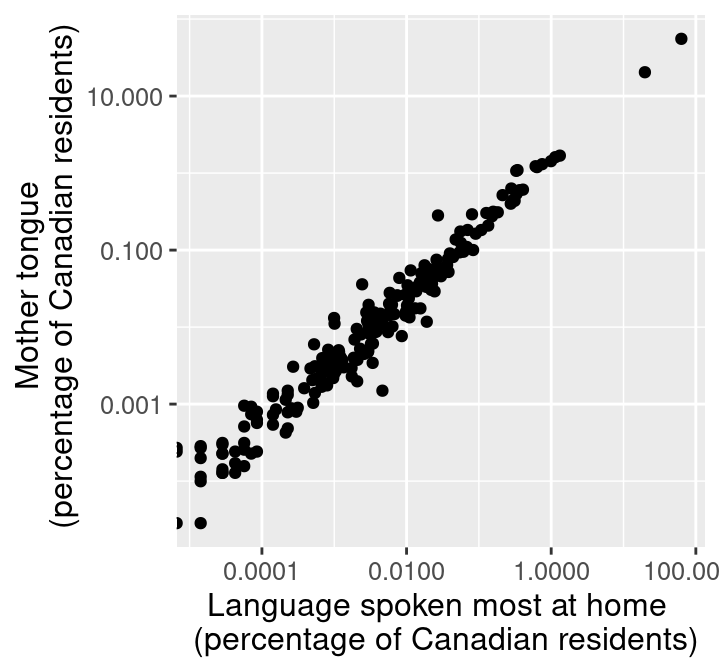 Mother tongue
(percentage of Canadian residents)
10.000
0.100
0.001
0.0001 0.0100 1.0000 100.00
Language spoken most at home
(percentage of Canadian residents)